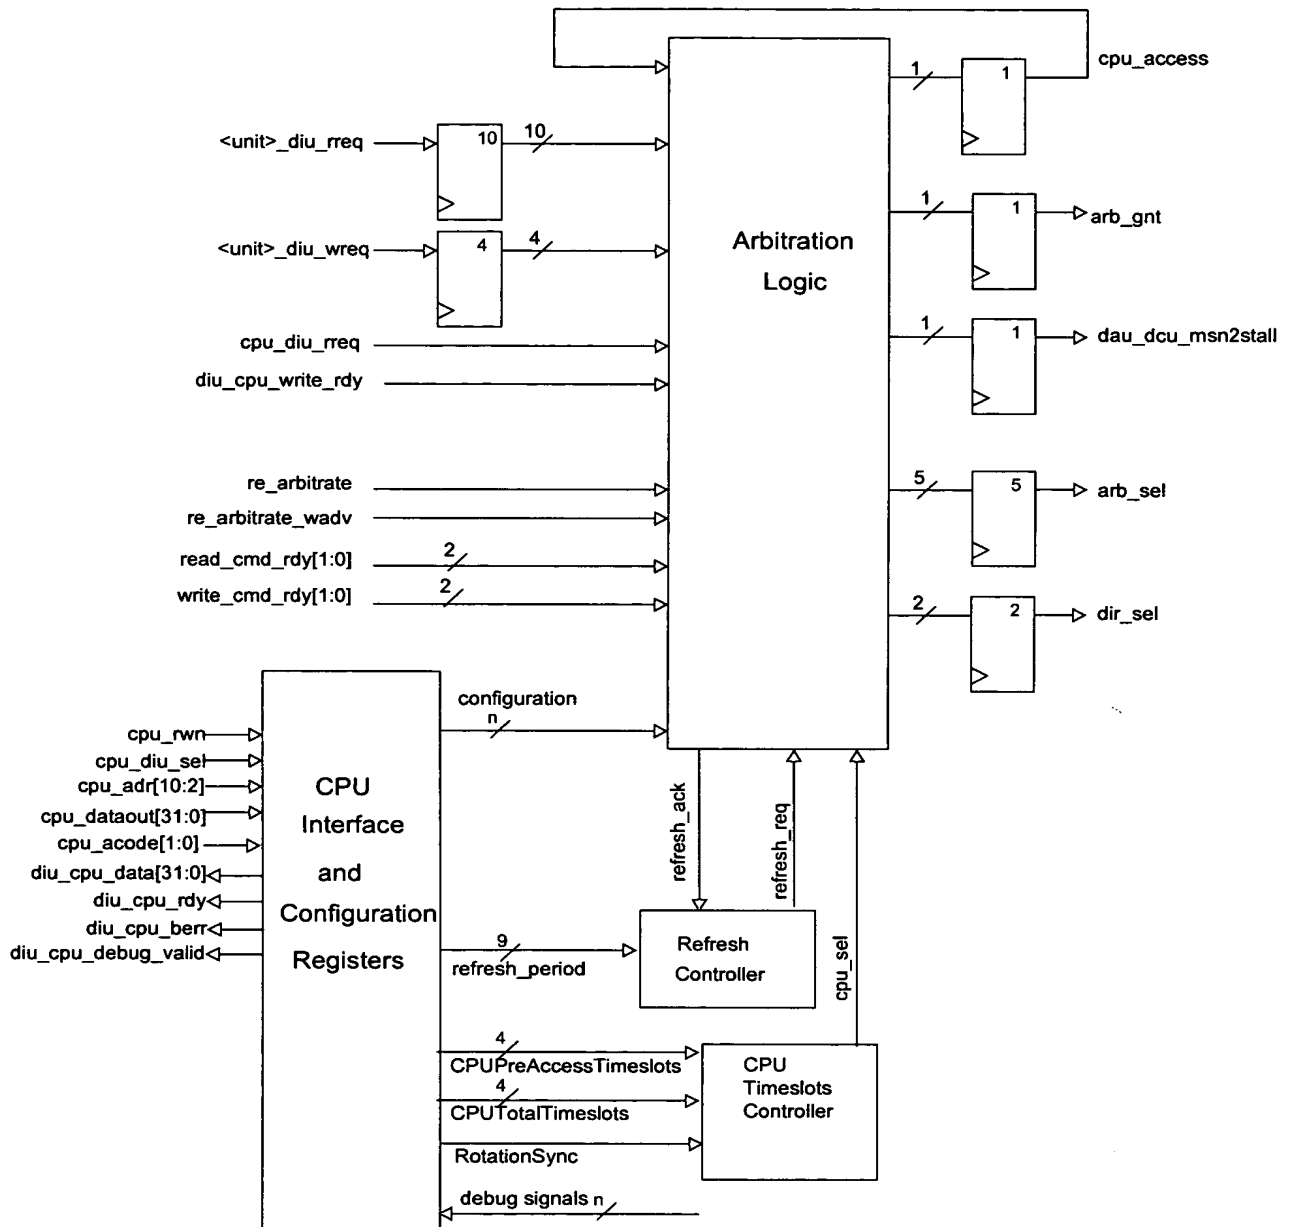 cpu_access
1
1
<unit>_diu_rreq
10
10
<unit>_diu_wreq
4
4
1
1
arb_gnt
Arbitration
Logic
cpu_diu_rreq
diu_cpu_write_rdy
1
1
dau_dcu_msn2stall
re_arbitrate
re_arbitrate_wadv
read_cmd_rdy[1:0]
2
write_cmd_rdy[1:0]
2
5
5
arb_sel
2
2
dir_sel
configuration
n
cpu_rwn
cpu_diu_sel
cpu_adr[10:2]
cpu_dataout[31:0]
cpu_acode[1:0]
diu_cpu_data[31:0]
diu_cpu_rdy
diu_cpu_berr
diu_cpu_debug_valid
CPU
Interface
and
Configuration
Registers
refresh_ack
refresh_req
cpu_sel
9
refresh_period
Refresh
Controller
4
CPUPreAccessTimeslots
4
CPUTotalTimeslots
RotationSync
CPU
Timeslots
Controller
debug signals n